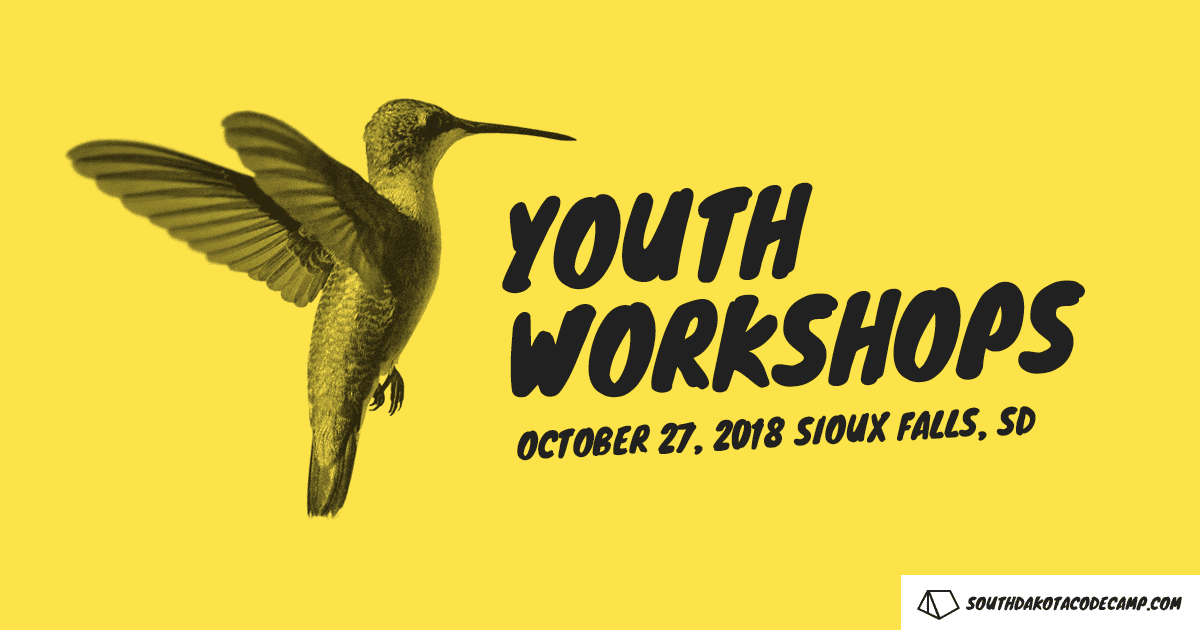 YOUTH
WORKSHOPS
OCTOBER 27, 2018 SIOUX FALLS, SD
SOUTHDAKOTACODECAMP.COM